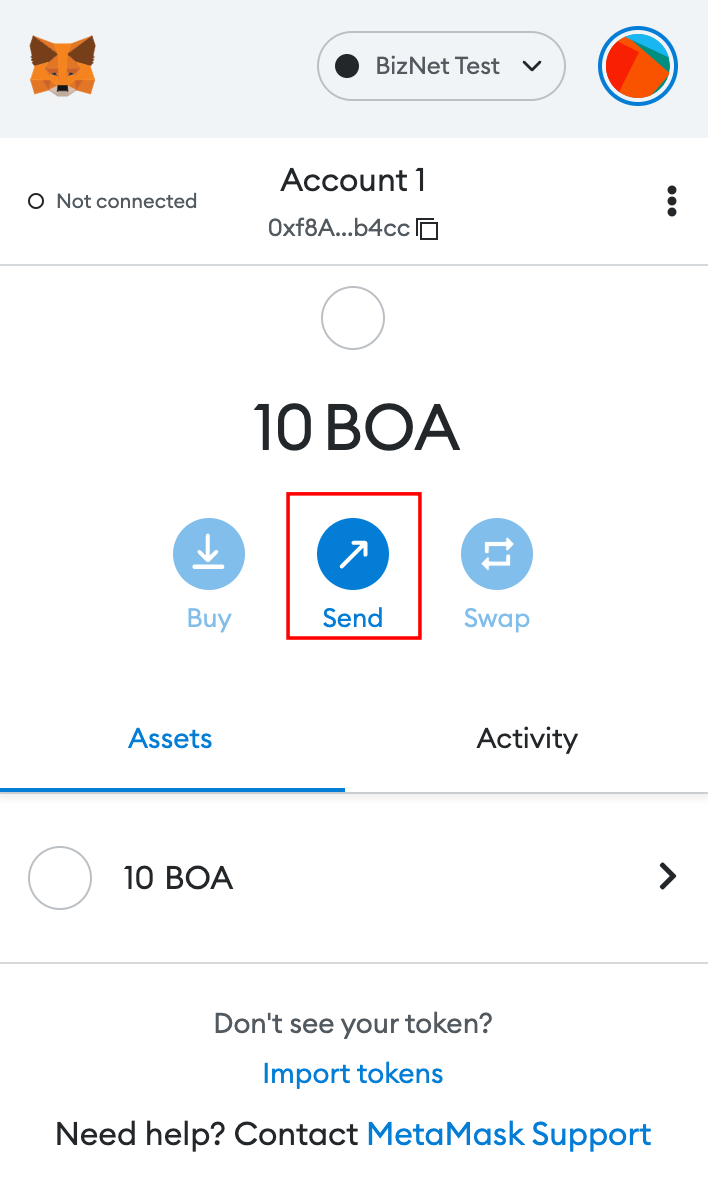 BizNet Test
Account 1
Not connected
0xf8A...b4cc
10 BOA
Buy
Send
Swap
Assets
Activity
10 BOA
Don't see your token?
Import tokens
Need help? Contact MetaMask Support